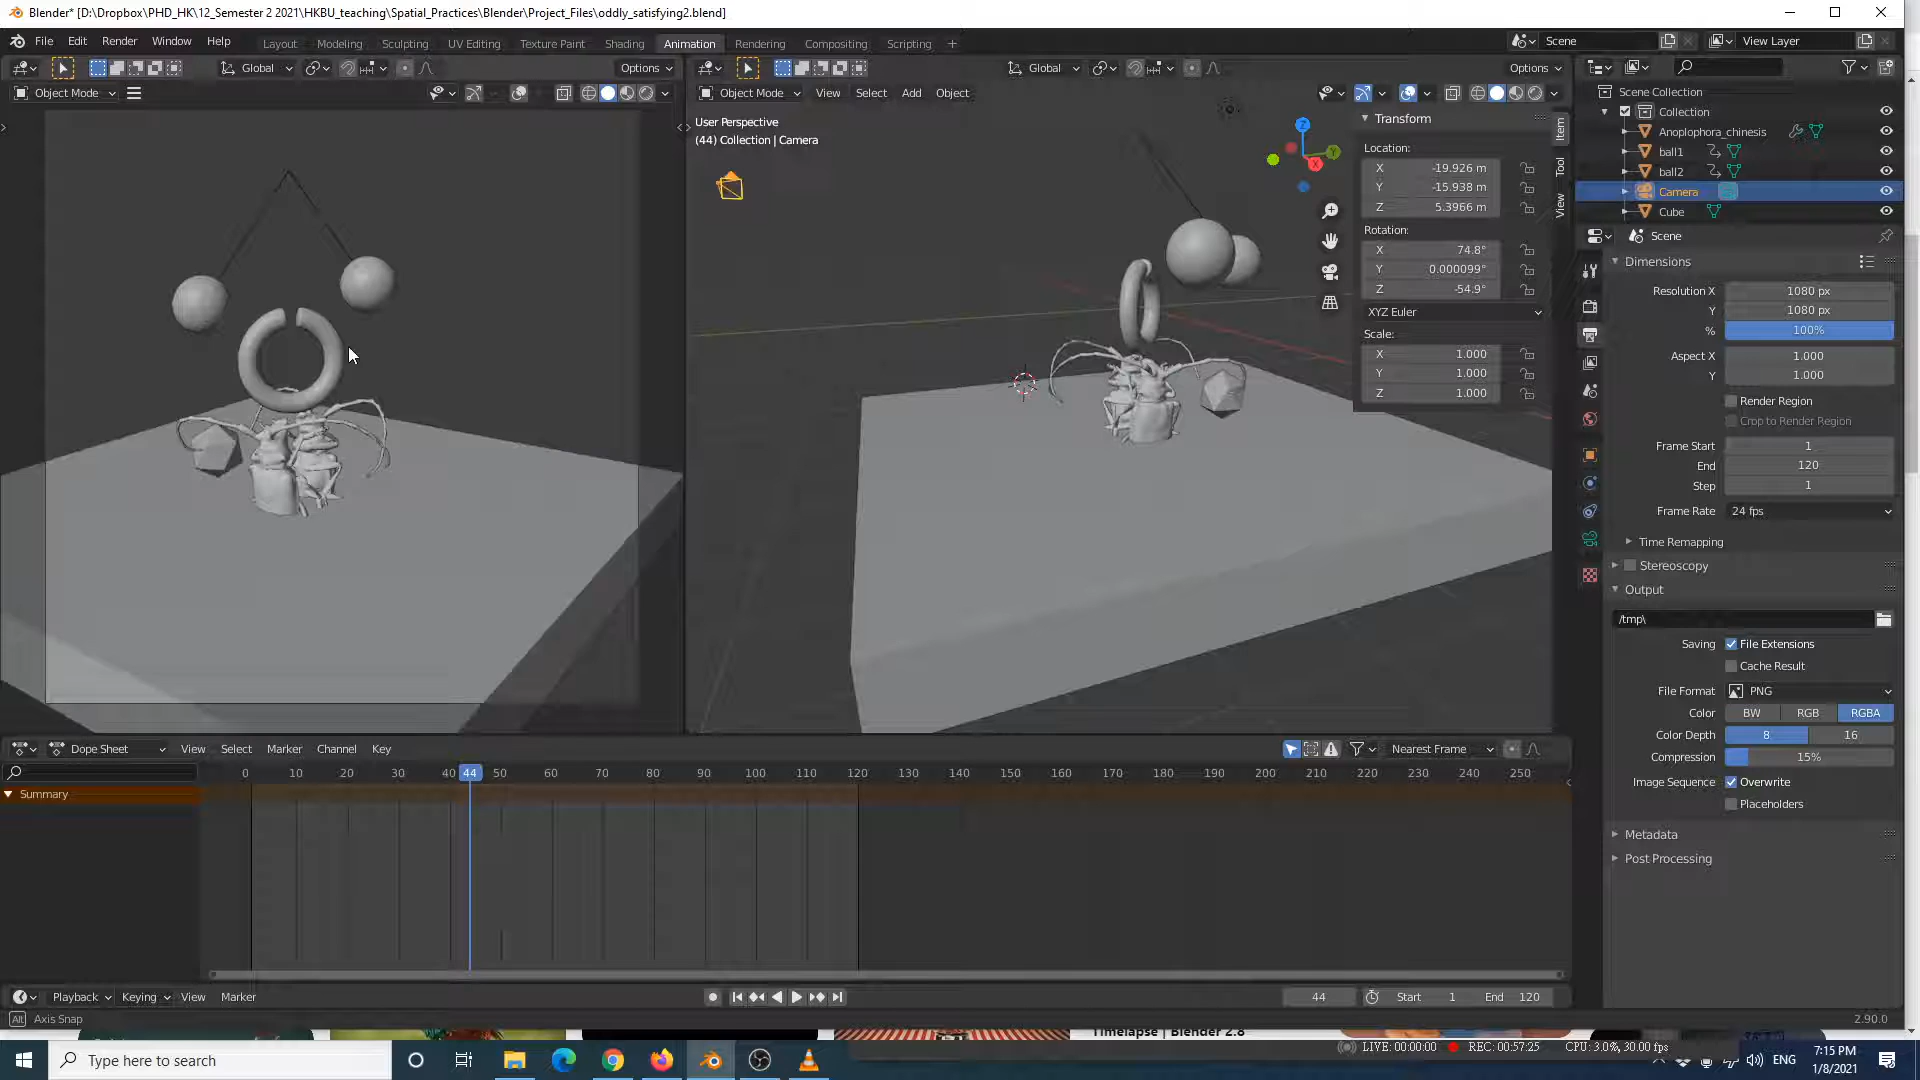 Blender* [D:\Dropbox\PHD_HK\12_Semester 2 2021\HKBU_teaching\Spatial_Practices\Blender\Project_Files\oddly_satisfying2.blend]
File Edit Render Window Help Layout Modeling Sculpting UV Editing Texture Paint Shading Animation Rendering Compositing Scripting + Scene View Layer
Global Options Global Options
Object Mode Object Mode View Select Add Object
User Perspective
(44) Collection | Camera
Z
Y
X
Transform
Location:
X -19.926 m
Y -15.938 m
Z 5.3966 m
Rotation:
X 74.8°
Y 0.000099°
Z -54.9°
XYZ Euler
Scale:
X 1.000
Y 1.000
Z 1.000
Item
Tool
View
Scene Collection
Collection
Anoplophora_chinesis
ball1
ball2
Camera
Cube
Scene
Dimensions
Resolution X 1080 px
Y 1080 px
% 100%
Aspect X 1.000
Y 1.000
Render Region
Crop to Render Region
Frame Start 1
End 120
Step 1
Frame Rate 24 fps
Time Remapping
Stereoscopy
Output
/tmp\
Saving File Extensions
Cache Result
File Format PNG
Color BW RGB RGBA
Color Depth 8 16
Compression 15%
Image Sequence Overwrite
Placeholders
Metadata
Post Processing
Dope Sheet View Select Marker Channel Key Nearest Frame
0 10 20 30 40 44 50 60 70 80 90 100 110 120 130 140 150 160 170 180 190 200 210 220 230 240 250
Summary
Playback Keying View Marker 44 Start 1 End 120
Alt Axis Snap 2.90.0
Timelapse | Blender 2.8
Type here to search
LIVE: 00:00:00 REC: 00:57:25 CPU: 3.0%, 30.00 fps
ENG
7:15 PM
1/8/2021